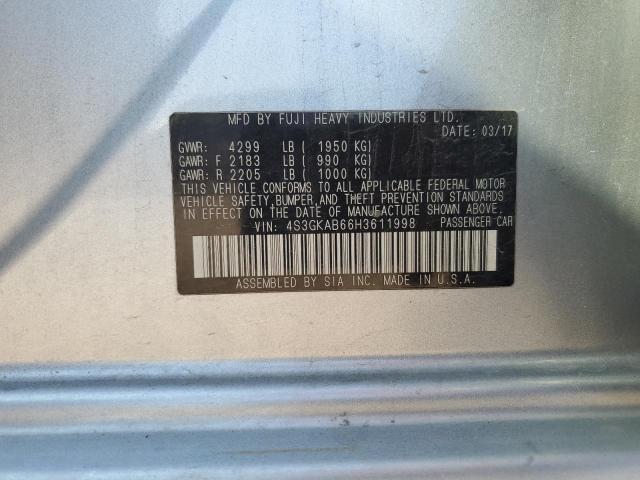 MFD BY FUJI HEAVY INDUSTRIES LTD.
DATE: 03/17
GVWR: 4299 LB ( 1950 KG)
GAWR: F 2183 LB ( 990 KG)
GAWR: R 2205 LB ( 1000 KG)
THIS VEHICLE CONFORMS TO ALL APPLICABLE FEDERAL MOTOR
VEHICLE SAFETY, BUMPER, AND THEFT PREVENTION STANDARDS
IN EFFECT ON THE DATE OF MANUFACTURE SHOWN ABOVE.
VIN: 4S3GKAB66H3611998 PASSENGER CAR
ASSEMBLED BY SIA INC. MADE IN U.S.A.